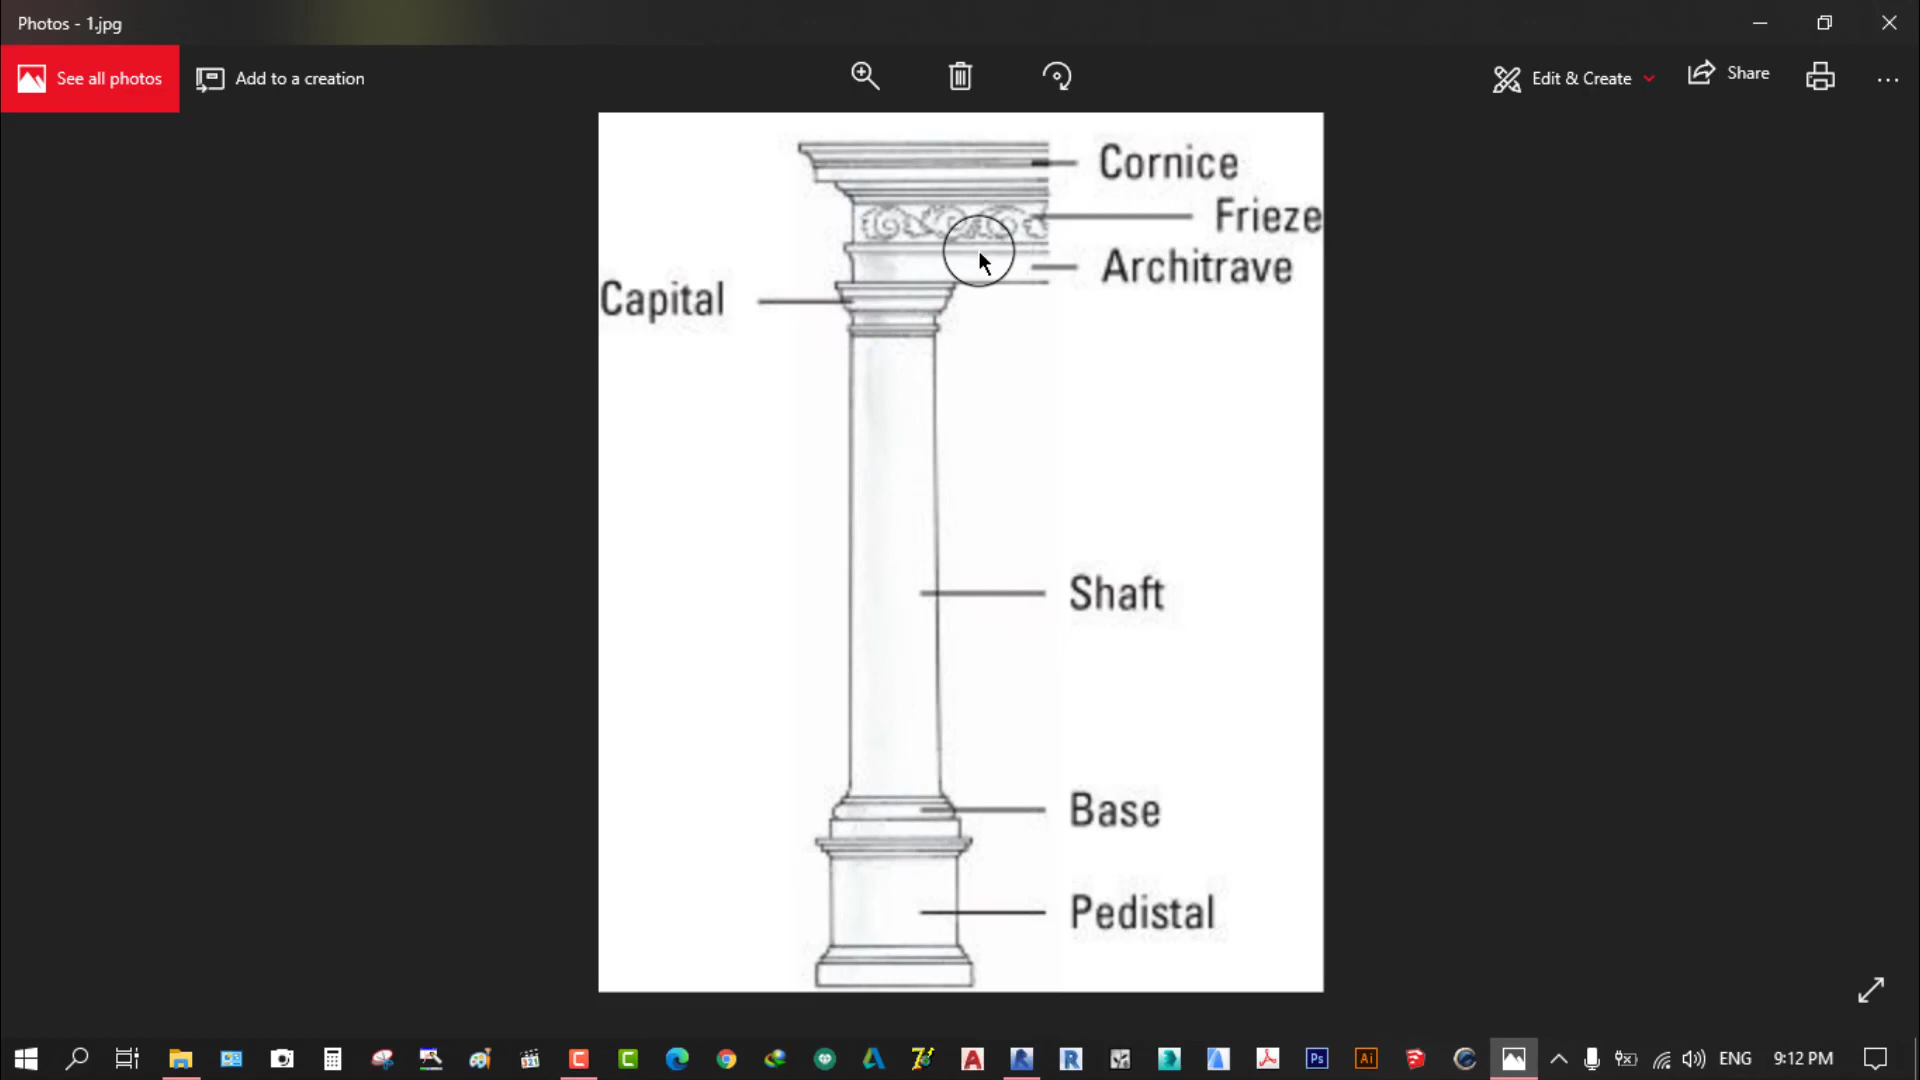 Photos - 1.jpg
See all photos
Add to a creation
Edit & Create
Share
Cornice
Frieze
Architrave
Capital
Shaft
Base
Pedistal
ENG
9:12 PM